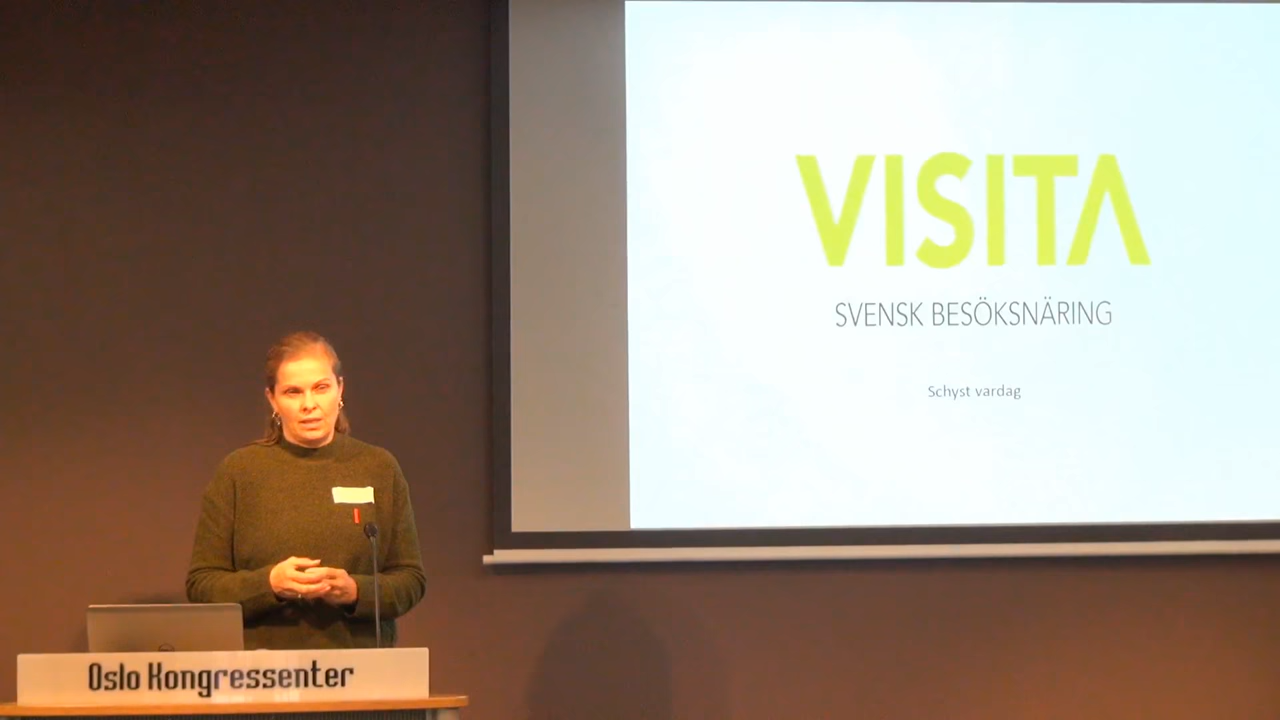 VISITA
SVENSK BESÖKSNÄRING
Schyst vardag
Oslo Kongressenter